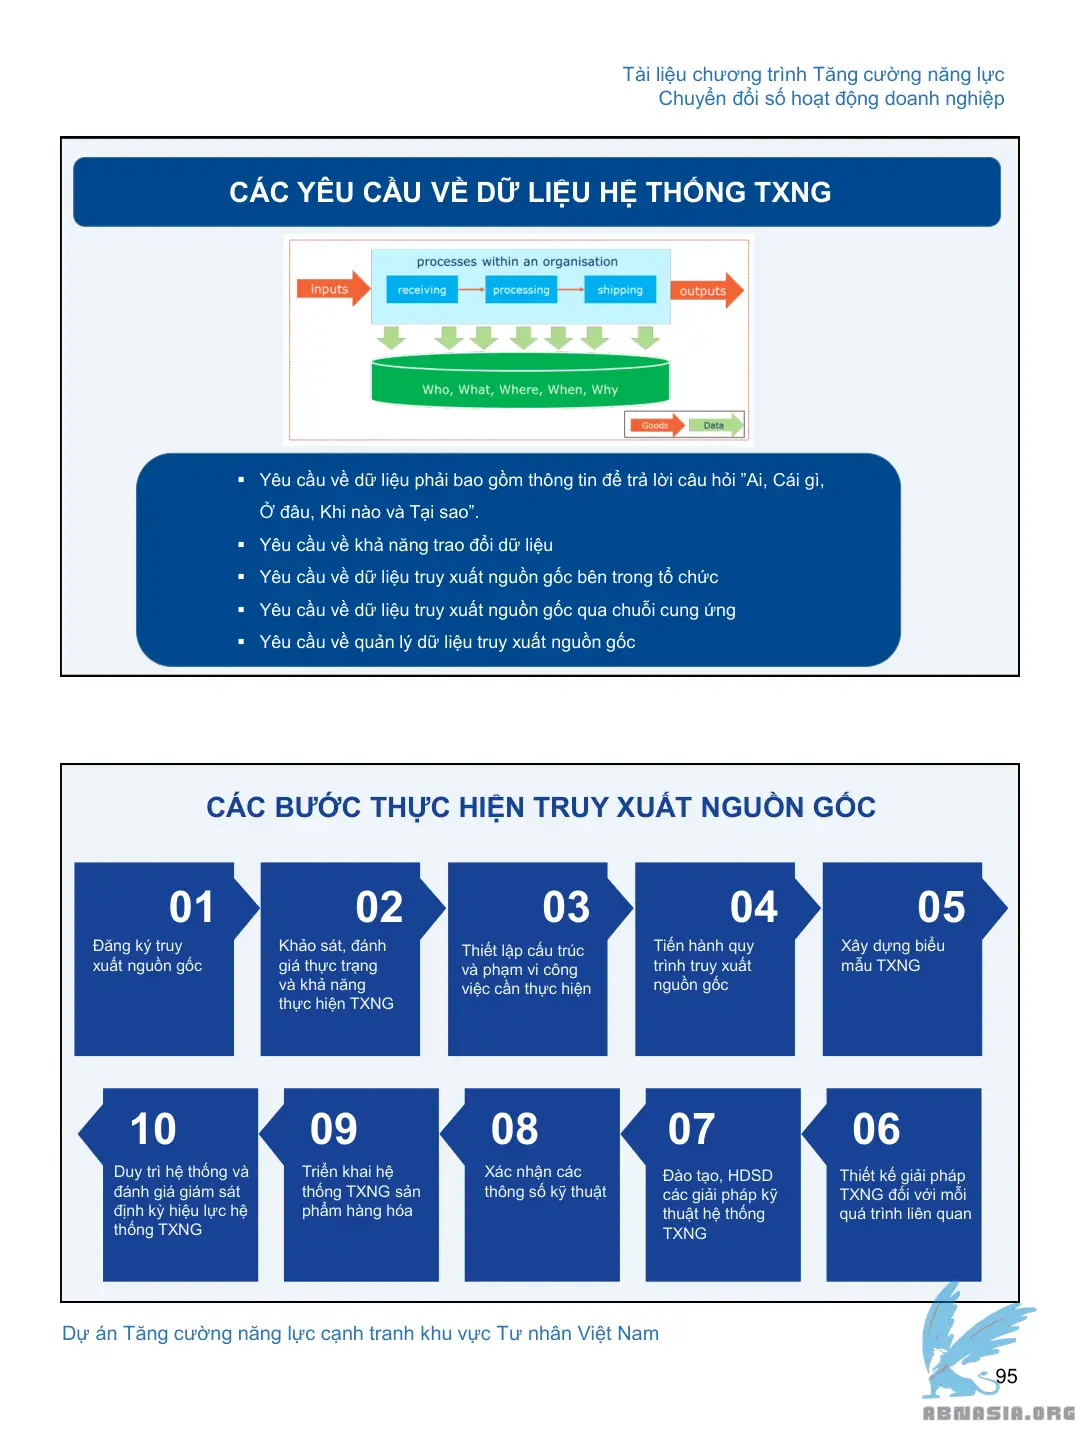 Tài liệu chương trình Tăng cường năng lực
Chuyển đổi số hoạt động doanh nghiệp
CÁC YÊU CẦU VỀ DỮ LIỆU HỆ THỐNG TXNG
processes within an organisation
inputs
receiving
processing
shipping
outputs
Who, What, Where, When, Why
Goods
Data
▪ Yêu cầu về dữ liệu phải bao gồm thông tin để trả lời câu hỏi ”Ai, Cái gì,
Ở đâu, Khi nào và Tại sao”.
▪ Yêu cầu về khả năng trao đổi dữ liệu
▪ Yêu cầu về dữ liệu truy xuất nguồn gốc bên trong tổ chức
▪ Yêu cầu về dữ liệu truy xuất nguồn gốc qua chuỗi cung ứng
▪ Yêu cầu về quản lý dữ liệu truy xuất nguồn gốc
CÁC BƯỚC THỰC HIỆN TRUY XUẤT NGUỒN GỐC
01
Đăng ký truy
xuất nguồn gốc
02
Khảo sát, đánh
giá thực trạng
và khả năng
thực hiện TXNG
03
Thiết lập cấu trúc
và phạm vi công
việc cần thực hiện
04
Tiến hành quy
trình truy xuất
nguồn gốc
05
Xây dựng biểu
mẫu TXNG
10
Duy trì hệ thống và
đánh giá giám sát
định kỳ hiệu lực hệ
thống TXNG
09
Triển khai hệ
thống TXNG sản
phẩm hàng hóa
08
Xác nhận các
thông số kỹ thuật
07
Đào tạo, HDSD
các giải pháp kỹ
thuật hệ thống
TXNG
06
Thiết kế giải pháp
TXNG đối với mỗi
quá trình liên quan
Dự án Tăng cường năng lực cạnh tranh khu vực Tư nhân Việt Nam
95
ABNASIA.ORG